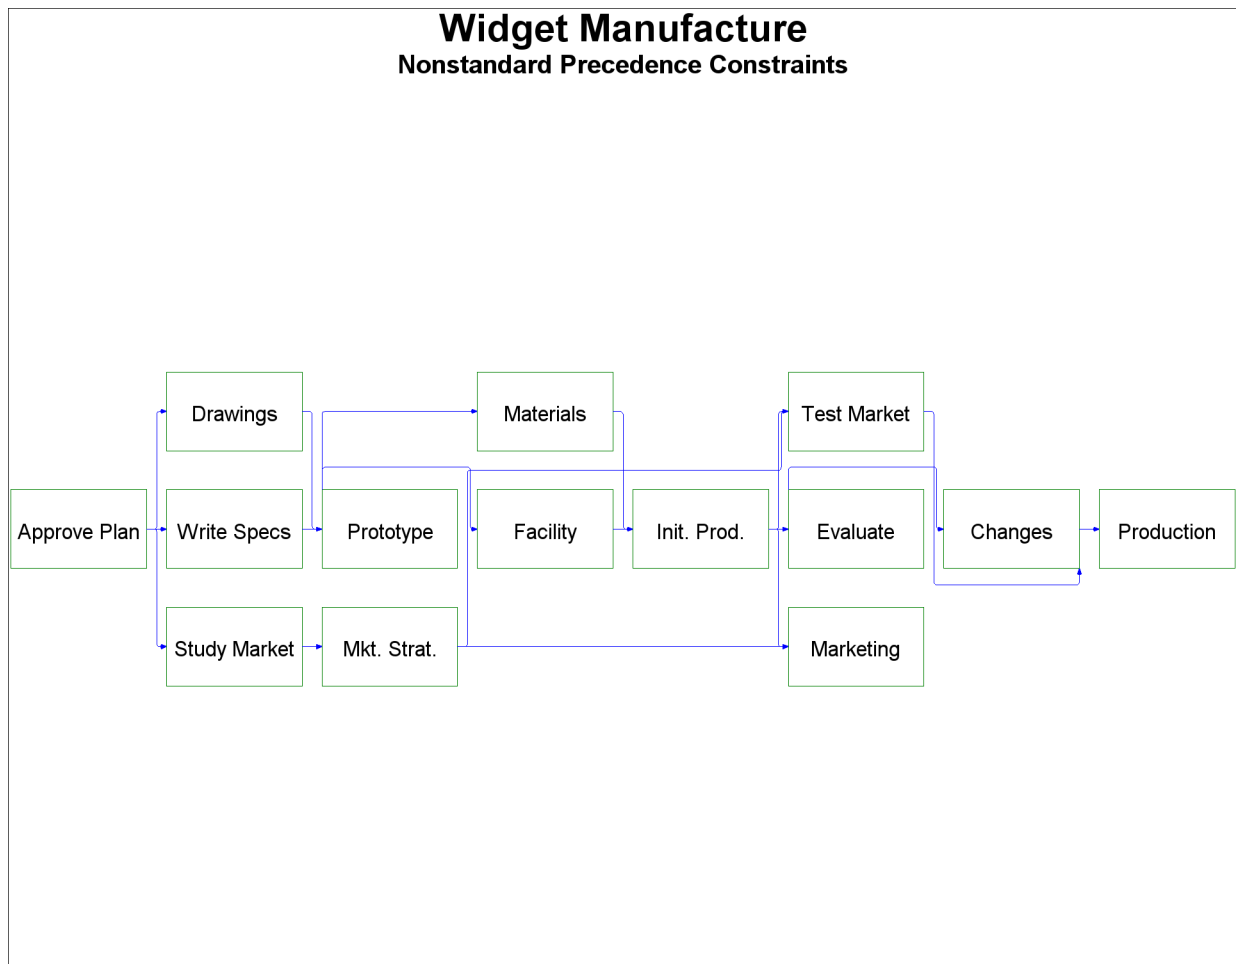 Widget Manufacture
Nonstandard Precedence Constraints
Drawings
Materials
Test Market
Approve Plan
Write Specs
Prototype
Facility
Init. Prod.
Evaluate
Changes
Production
Study Market
Mkt. Strat.
Marketing